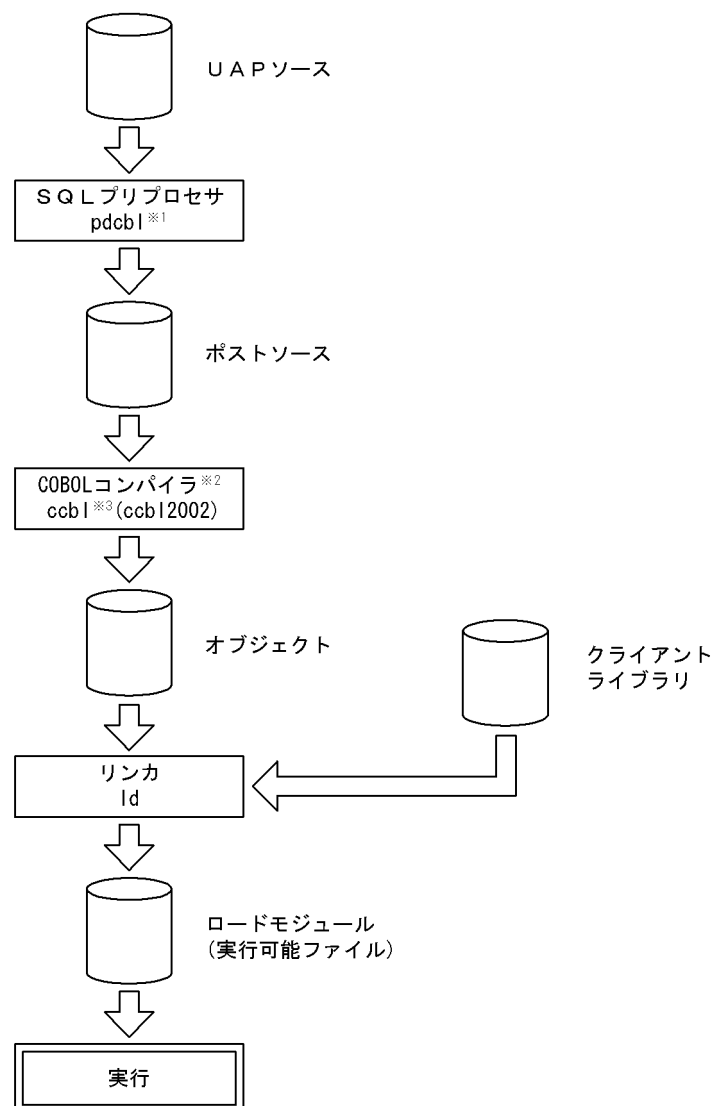 ＵＡＰソース
ＳＱＬプリプロセサ
pdcbl※1
ポストソース
COBOLコンパイラ※2
ccbl※3(ccbl2002)
オブジェクト
クライアント
ライブラリ
リンカ
ld
ロードモジュール
(実行可能ファイル)
実行